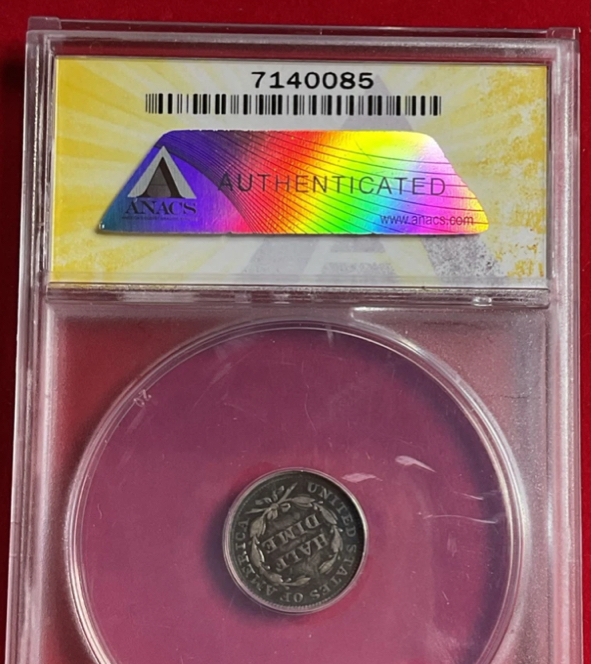 7140085
ANACS
AUTHENTICATED
www.anacs.com
UNITED STATES OF AMERICA
HALF
DIME